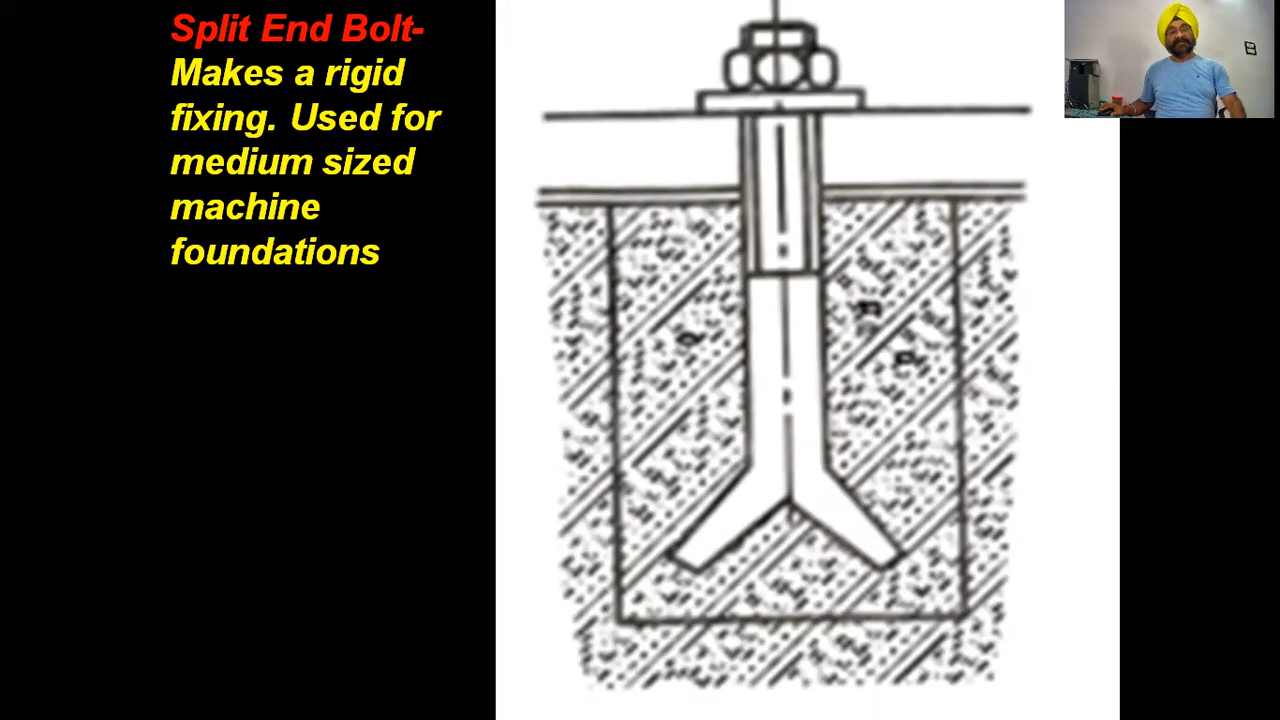 Split End Bolt-
Makes a rigid
fixing. Used for
medium sized
machine
foundations